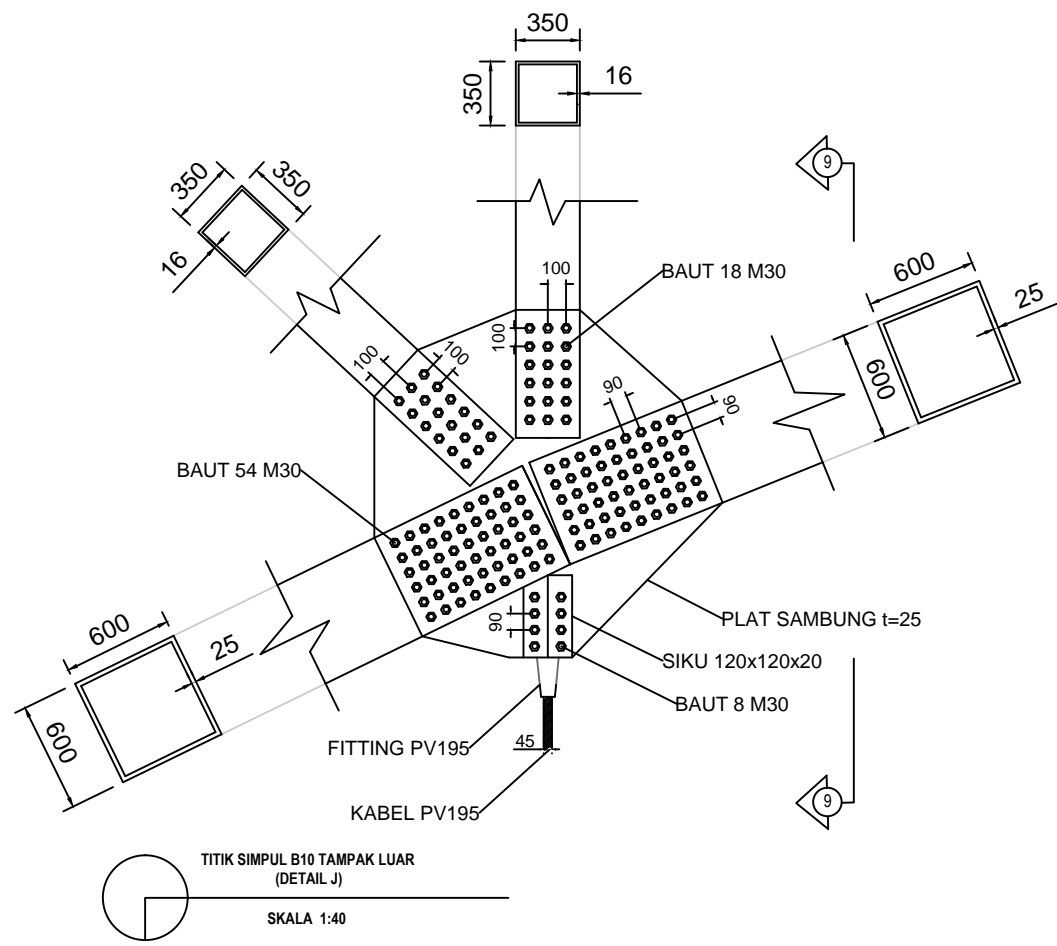 350
350
16
9
350
350
16
600
25
600
100
BAUT 18 M30
100
100
100
90
90
BAUT 54 M30
90
PLAT SAMBUNG t=25
SIKU 120x120x20
BAUT 8 M30
600
25
600
FITTING PV195
45
KABEL PV195
9
TITIK SIMPUL B10 TAMPAK LUAR
(DETAIL J)
SKALA 1:40